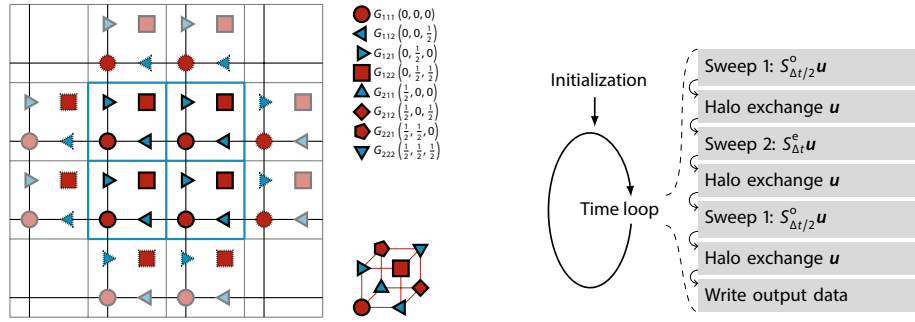 G₁₁₁ (0, 0, 0)
G₁₁₂ (0, 0, ½)
G₁₂₁ (0, ½, 0)
G₁₂₂ (0, ½, ½)
G₂₁₁ (½, 0, 0)
G₂₁₂ (½, 0, ½)
G₂₂₁ (½, ½, 0)
G₂₂₂ (½, ½, ½)
Initialization
Time loop
Sweep 1: S°_{Δt/2} u
Halo exchange u
Sweep 2: Sᵉ_{Δt} u
Halo exchange u
Sweep 1: S°_{Δt/2} u
Halo exchange u
Write output data